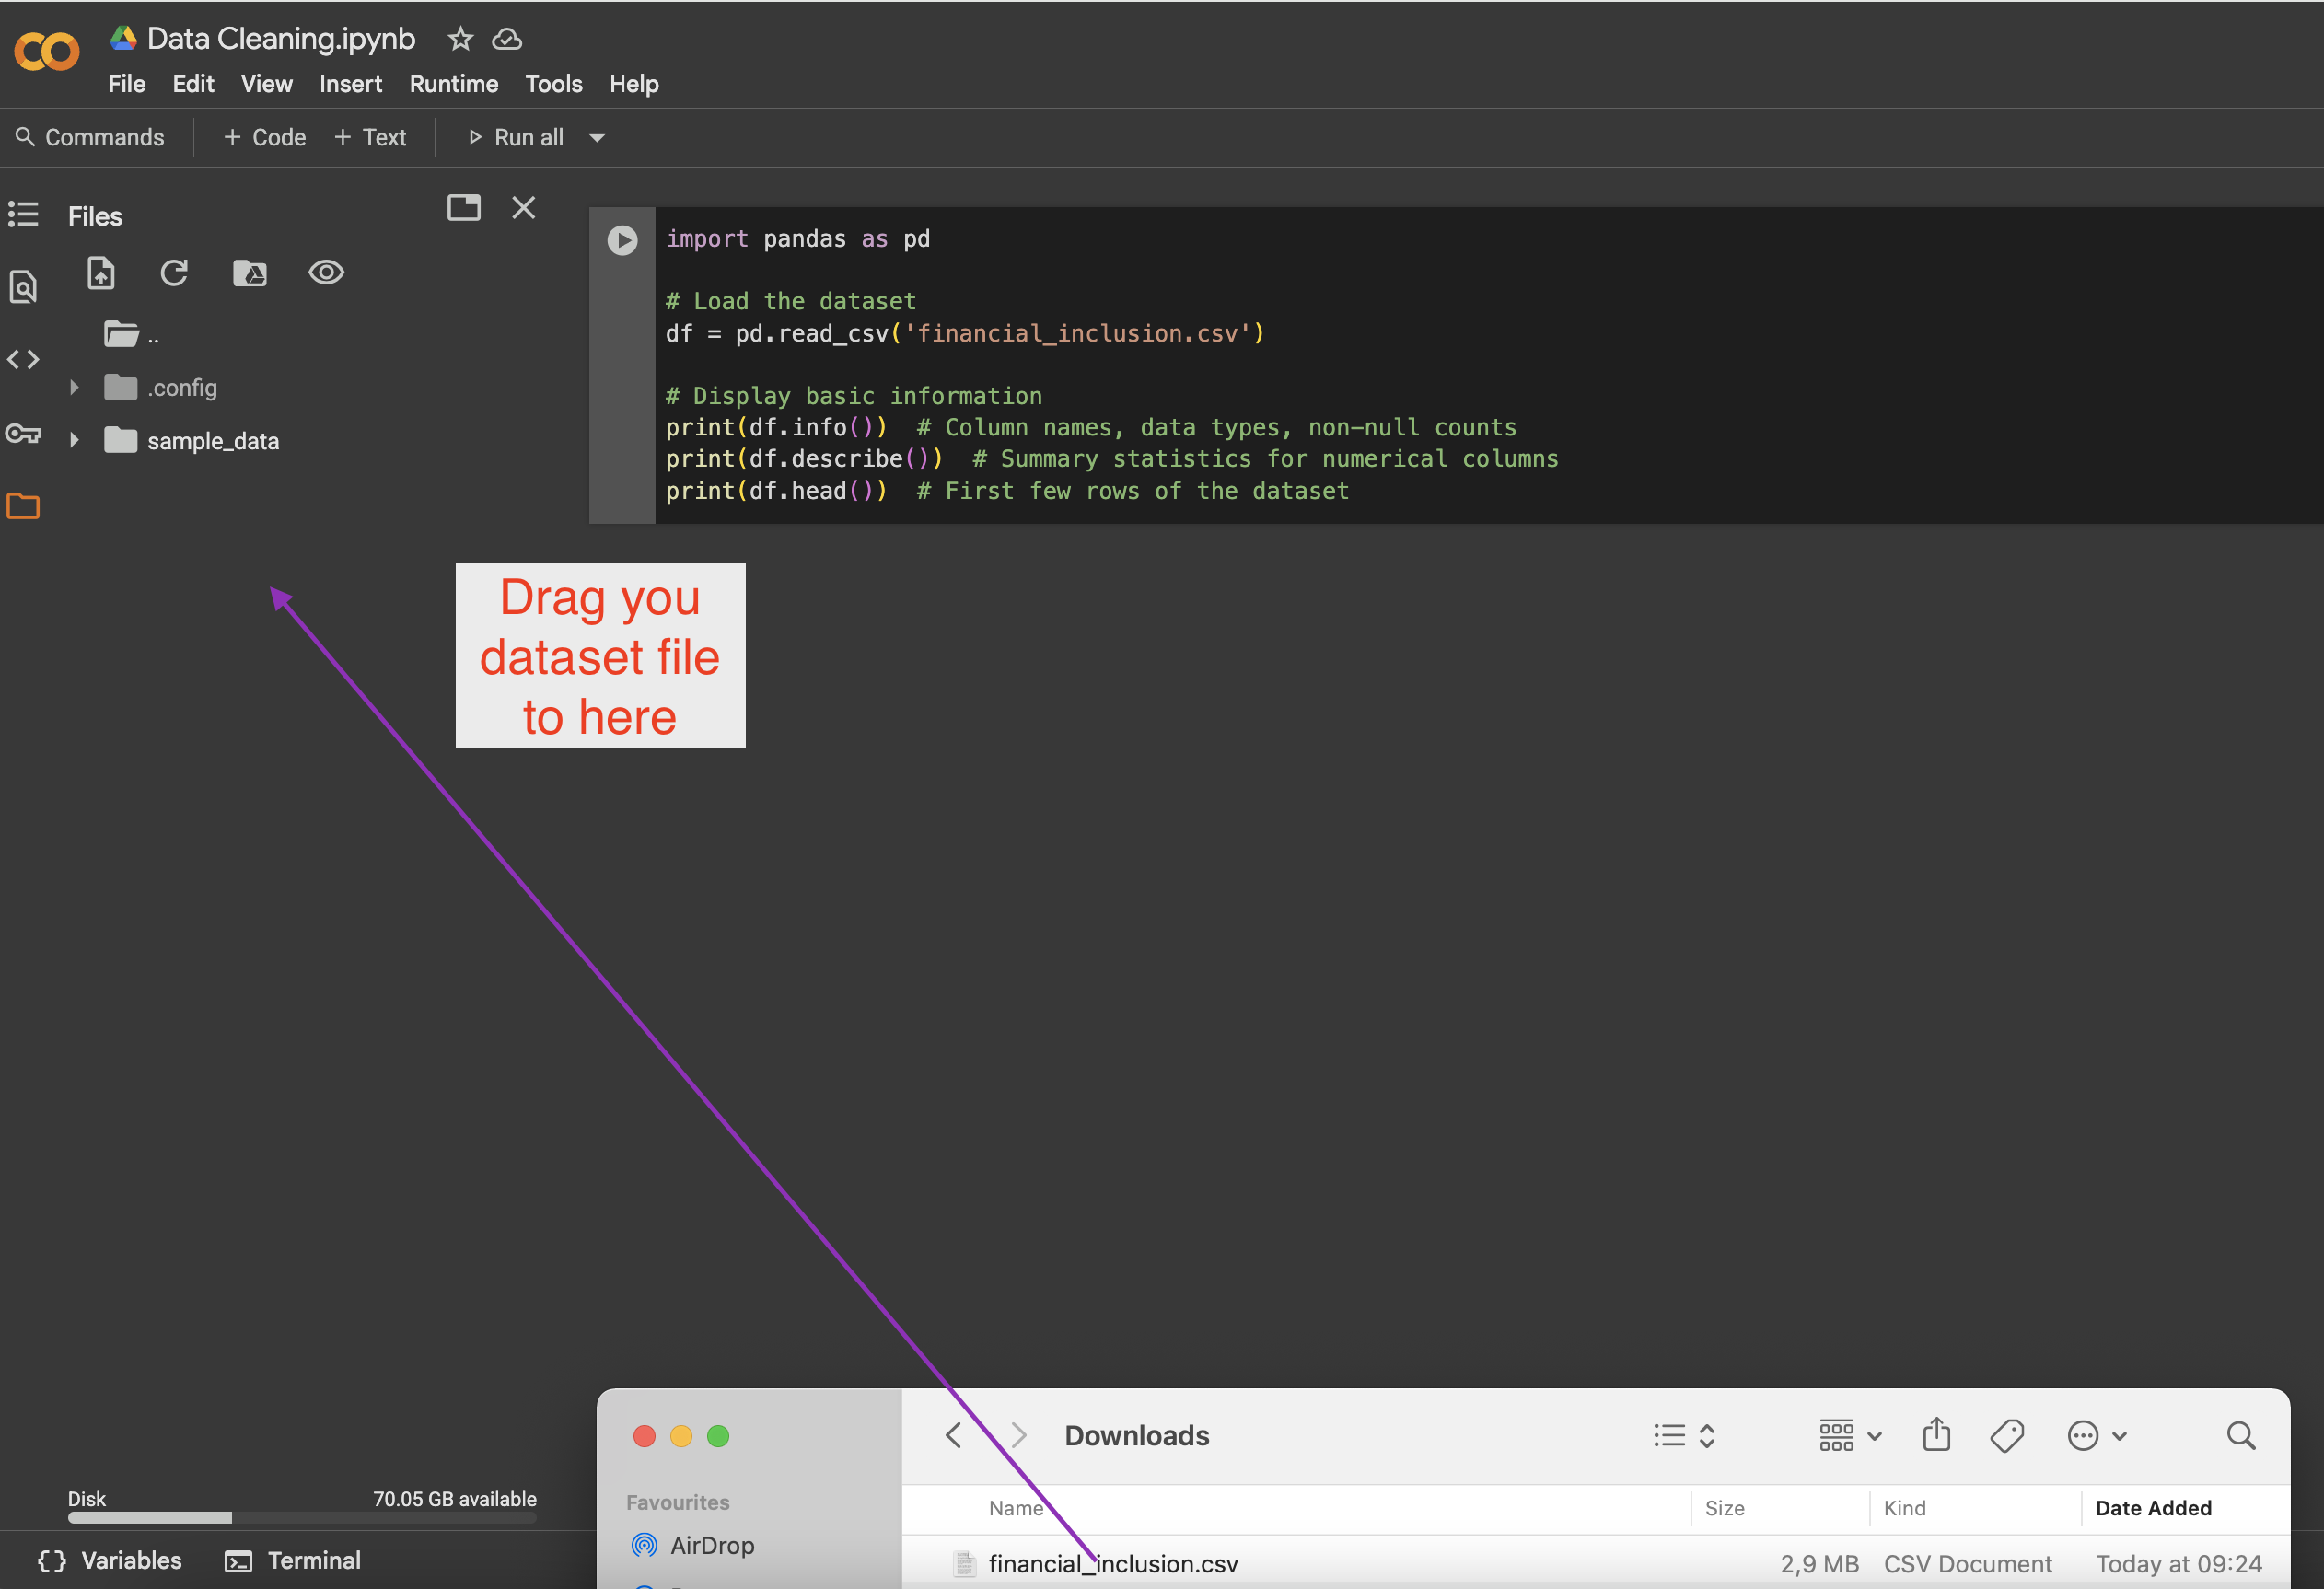 Data Cleaning.ipynb
File Edit View Insert Runtime Tools Help
Commands + Code + Text Run all
Files
..
.config
sample_data
import pandas as pd
# Load the dataset
df = pd.read_csv('financial_inclusion.csv')
# Display basic information
print(df.info())  # Column names, data types, non-null counts
print(df.describe())  # Summary statistics for numerical columns
print(df.head())  # First few rows of the dataset
Drag you
dataset file
to here
Disk 70.05 GB available
Variables Terminal
Downloads
Favourites
AirDrop
Name Size Kind Date Added
financial_inclusion.csv 2,9 MB CSV Document Today at 09:24